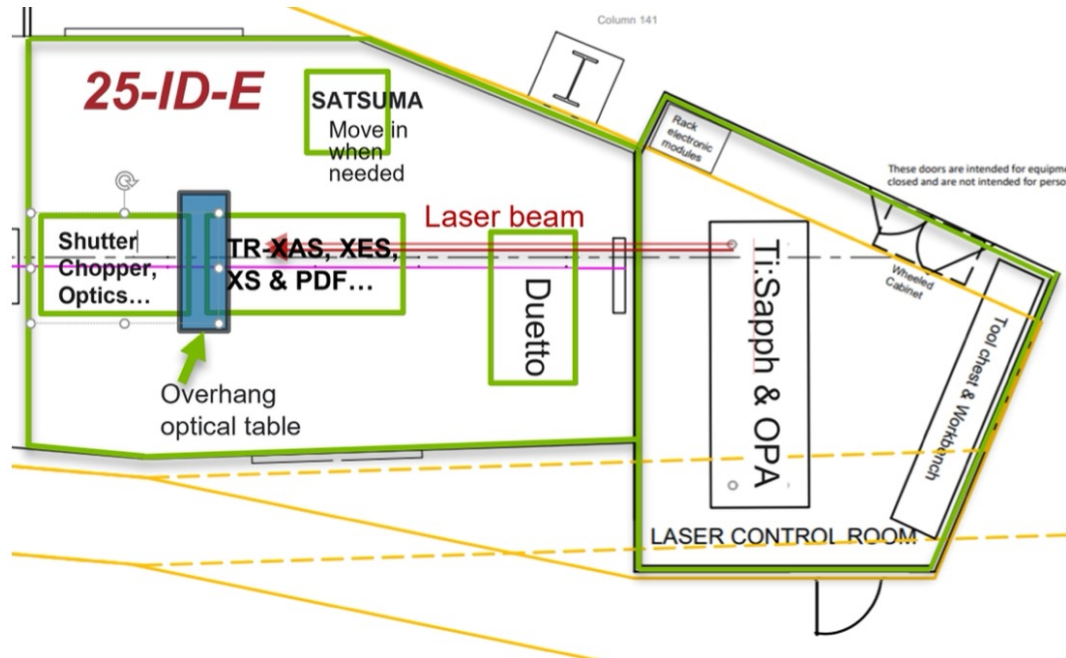 Column 141
25-ID-E
SATSUMA
Move in
when
needed
Rack
electronic
modules
These doors are intended for equipme
closed and are not intended for perso
Laser beam
Shutter
Chopper,
Optics…
TR-XAS, XES,
XS & PDF…
Duetto
Ti:Sapph & OPA
Wheeled
Cabinet
Tool chest & Workbench
Overhang
optical table
LASER CONTROL ROOM